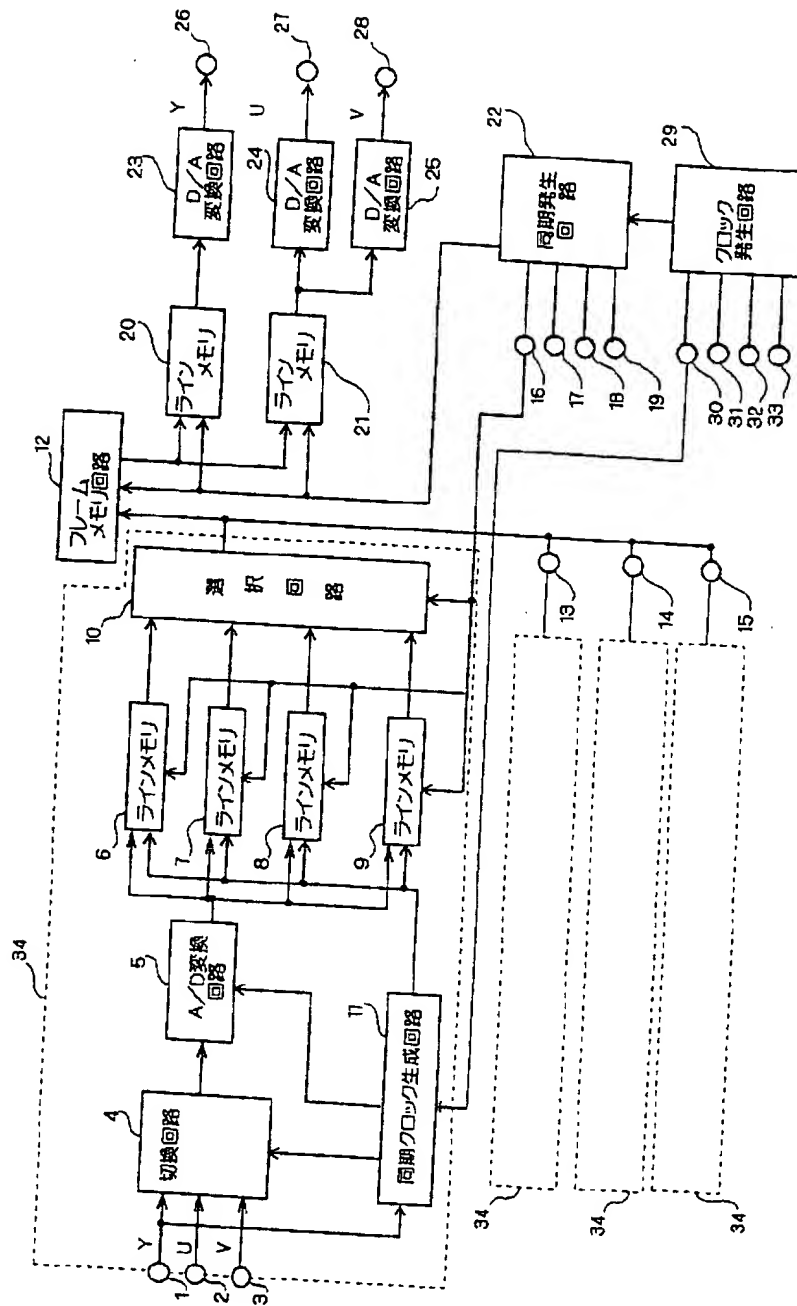 34
Y
1
U
2
V
3
4
切換回路
5
A/D変換
回路
11
同期クロック生成回路
6
ラインメモリ
7
ラインメモリ
8
ラインメモリ
9
ラインメモリ
10
選択回路
12
フレーム
メモリ回路
20
ライン
メモリ
21
ライン
メモリ
23
D/A
変換回路
Y
26
24
D/A
変換回路
U
27
25
D/A
変換回路
V
28
22
同期発生
回路
16
17
18
19
29
クロック
発生回路
30
31
32
33
13
14
15
34
34
34